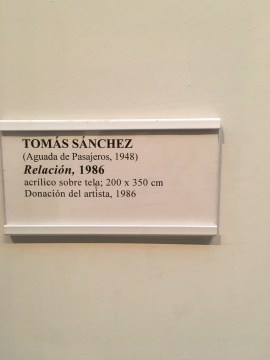 TOMÁS SÁNCHEZ
(Aguada de Pasajeros, 1948)
Relación, 1986
acrílico sobre tela; 200 x 350 cm
Donación del artista, 1986